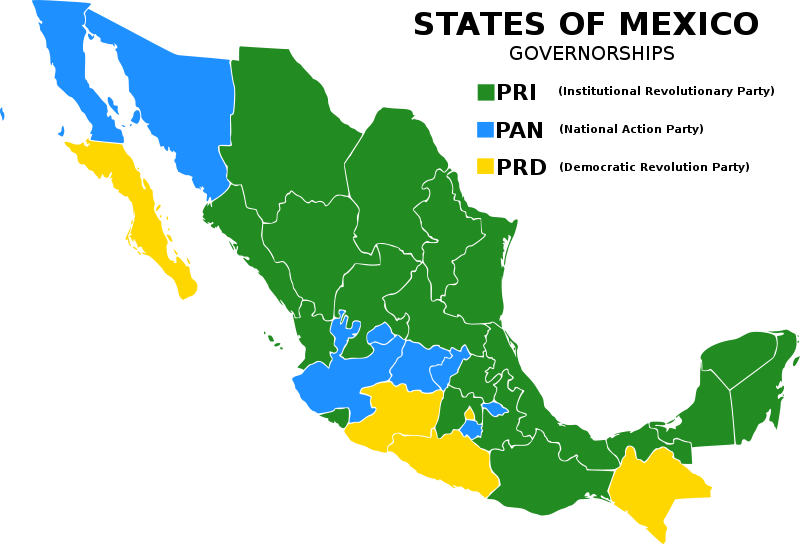 STATES OF MEXICO
GOVERNORSHIPS
PRI (Institutional Revolutionary Party)
PAN (National Action Party)
PRD (Democratic Revolution Party)